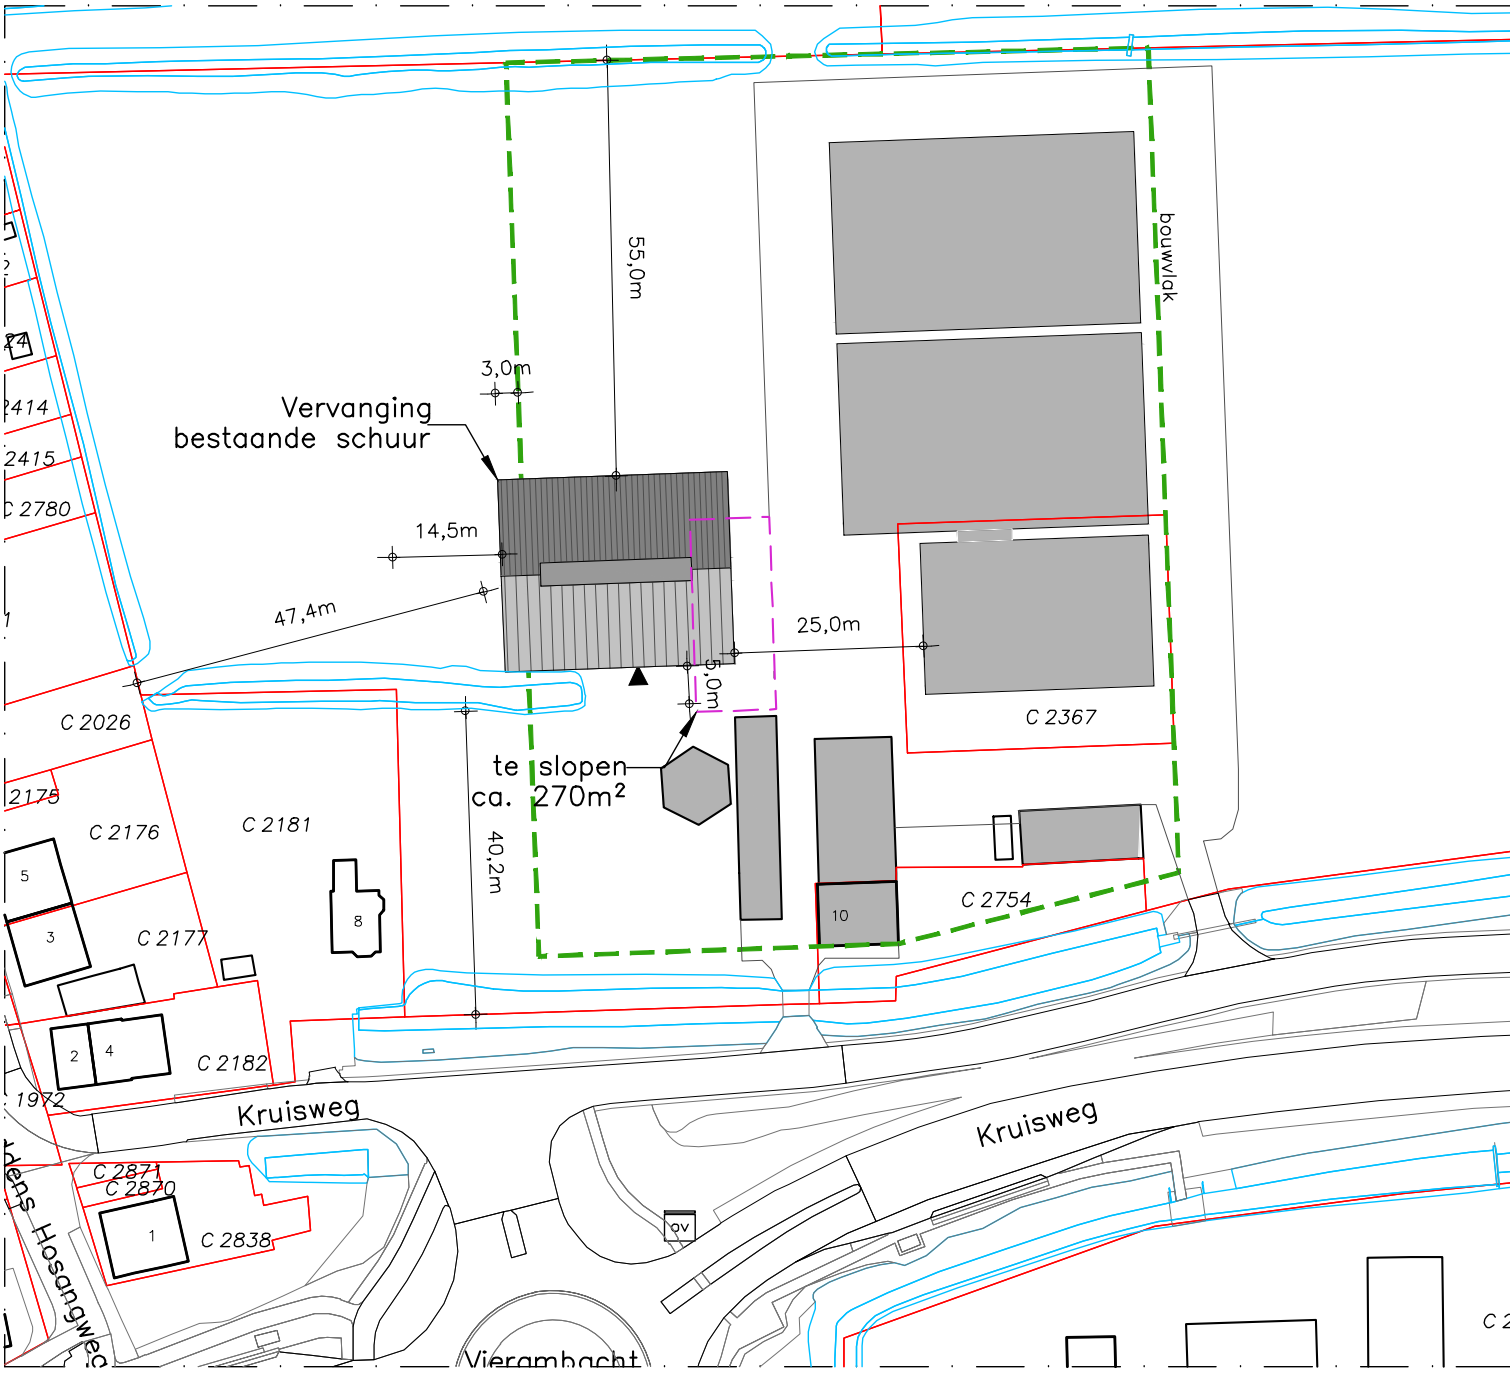 55,0m
bouwvlak
3,0m
Vervanging
bestaande schuur
2414
2415
C 2780
14,5m
47,4m
25,0m
5,0m
C 2026
C 2367
te slopen
ca. 270m²
2175
C 2176
C 2181
40,2m
5
8
10
C 2754
3
C 2177
2
4
C 2182
1972
Kruisweg
Kruisweg
C 2871
C 2870
1
C 2838
ov
dens Hosangweg
Vierambacht